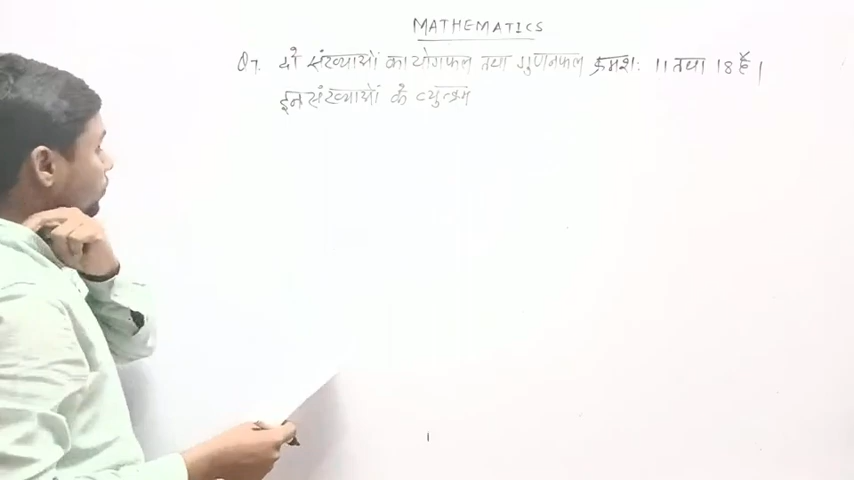 MATHEMATICS
Q7. दो संख्याओं का योगफल तथा गुणनफल क्रमशः 11 तथा 18 हैं।
इन संख्याओं के व्युत्क्रम